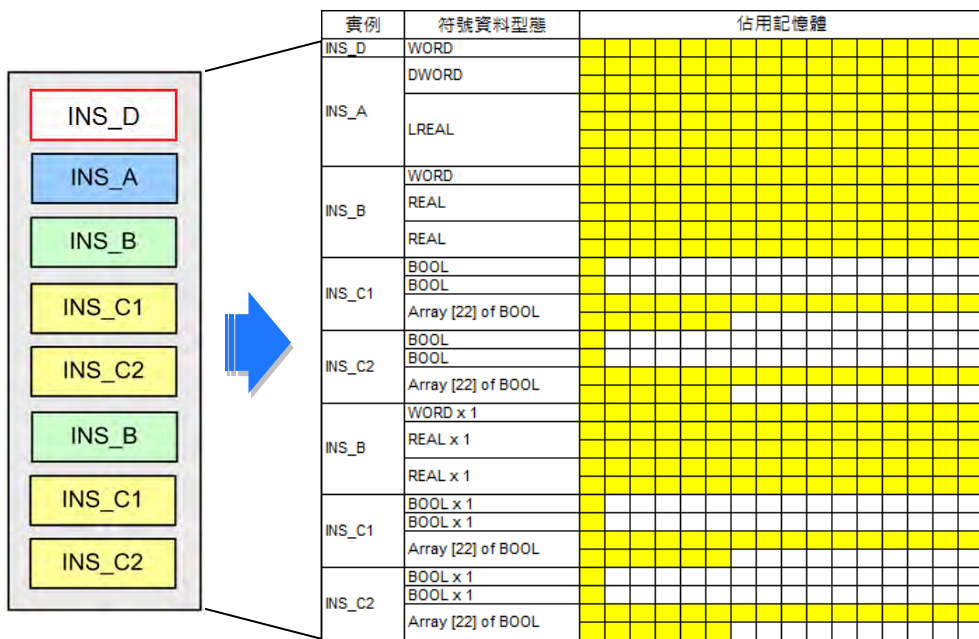 INS_D
INS_A
INS_B
INS_C1
INS_C2
INS_B
INS_C1
INS_C2
實例 符號資料型態 佔用記憶體
INS_D WORD
INS_A DWORD
LREAL
INS_B WORD
REAL
REAL
INS_C1 BOOL
BOOL
Array [22] of BOOL
INS_C2 BOOL
BOOL
Array [22] of BOOL
INS_B WORD x 1
REAL x 1
REAL x 1
INS_C1 BOOL x 1
BOOL x 1
Array [22] of BOOL
INS_C2 BOOL x 1
BOOL x 1
Array [22] of BOOL